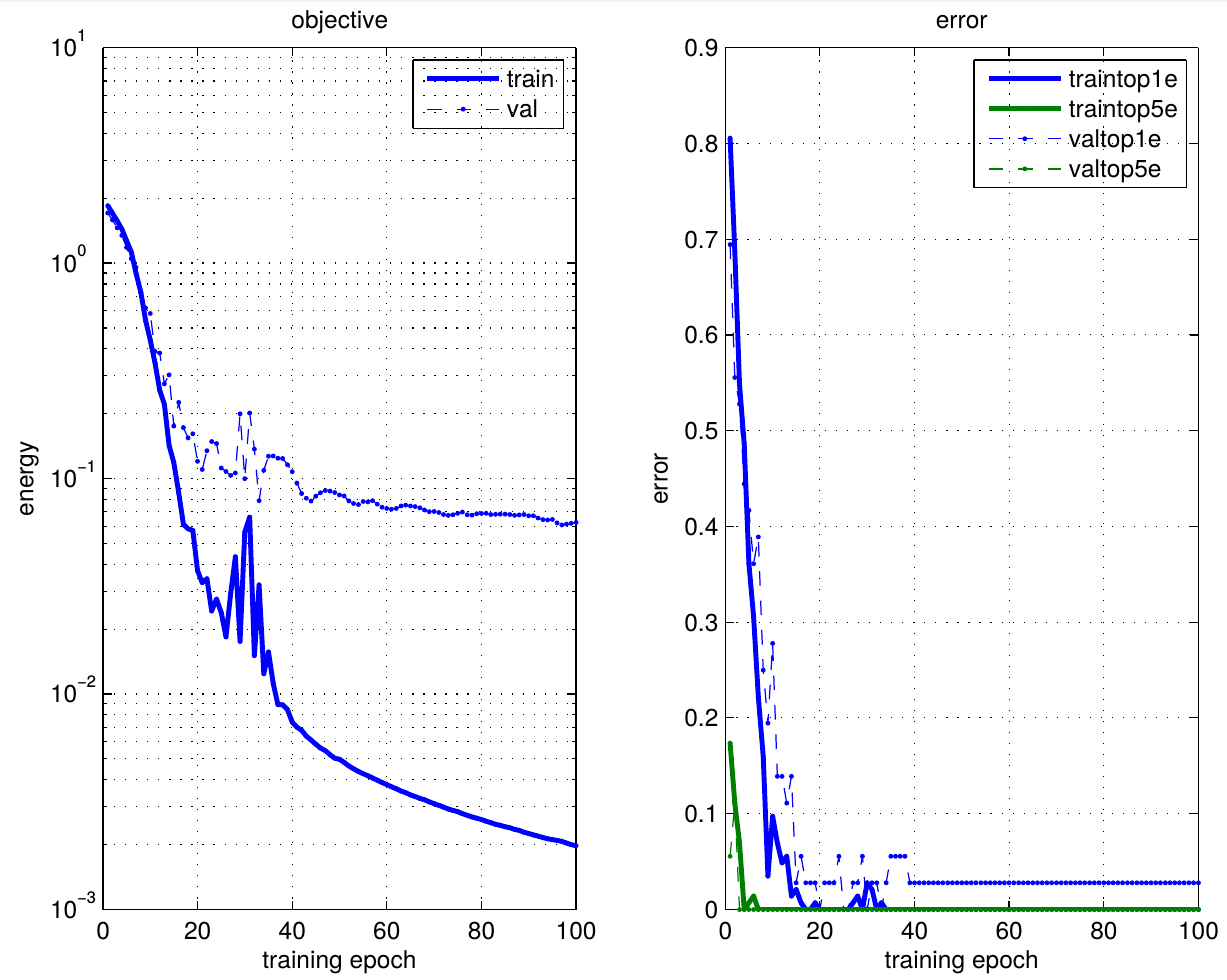 objective
10^1
10^0
10^-1
10^-2
10^-3
energy
train
val
0
20
40
60
80
100
training epoch
error
0.9
0.8
0.7
0.6
0.5
0.4
0.3
0.2
0.1
0
error
traintop1e
traintop5e
valtop1e
valtop5e
0
20
40
60
80
100
training epoch